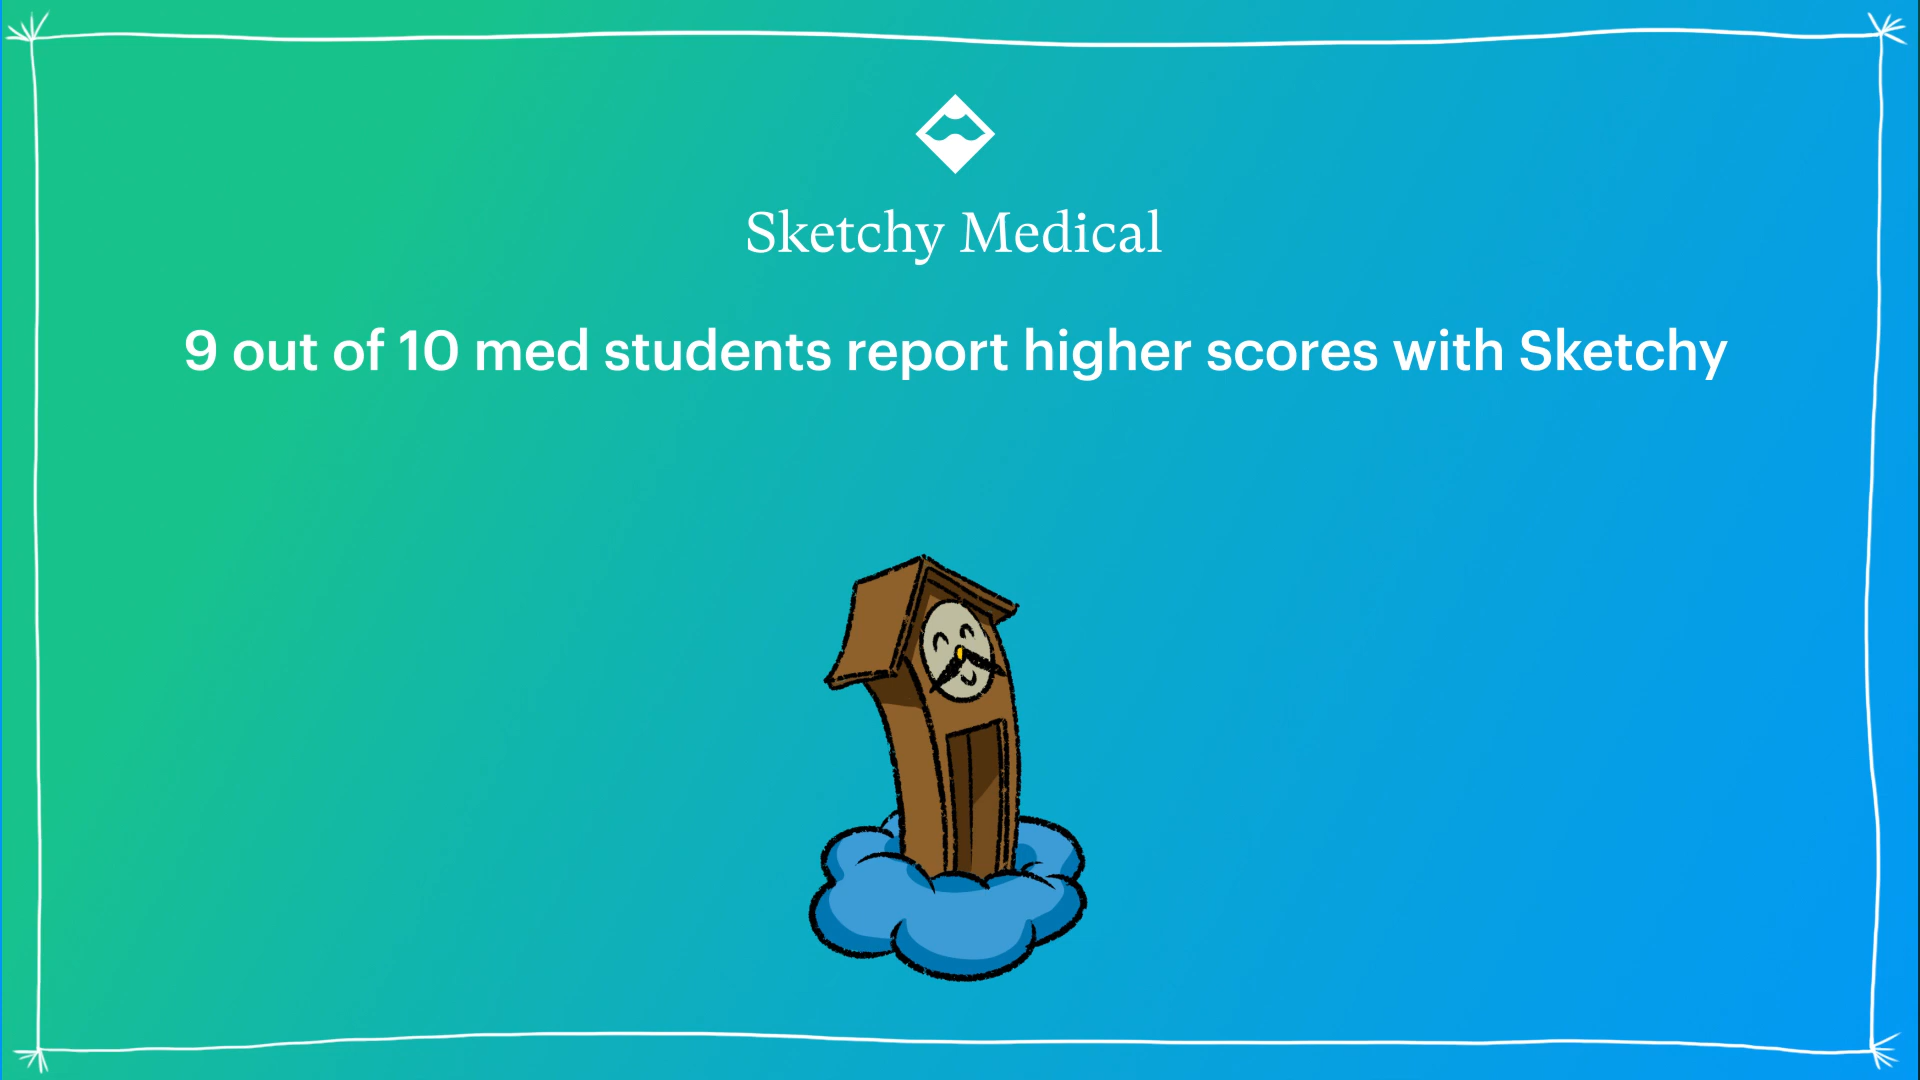 Sketchy Medical
9 out of 10 med students report higher scores with Sketchy